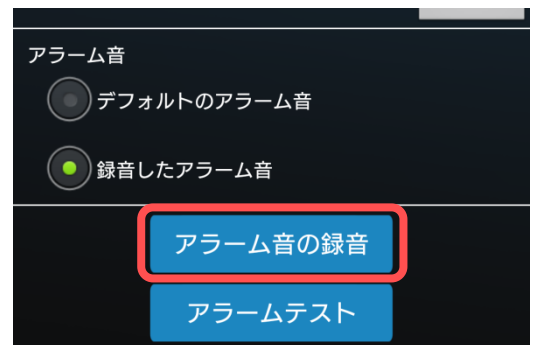 アラーム音
デフォルトのアラーム音
録音したアラーム音
アラーム音の録音
アラームテスト